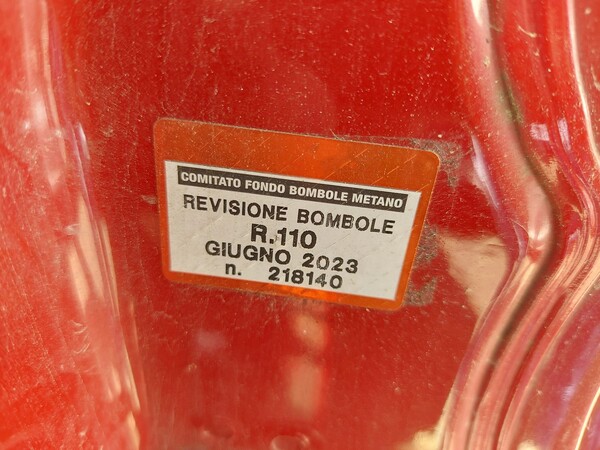 COMITATO FONDO BOMBOLE METANO
REVISIONE BOMBOLE
R.110
GIUGNO 2023
n. 218140